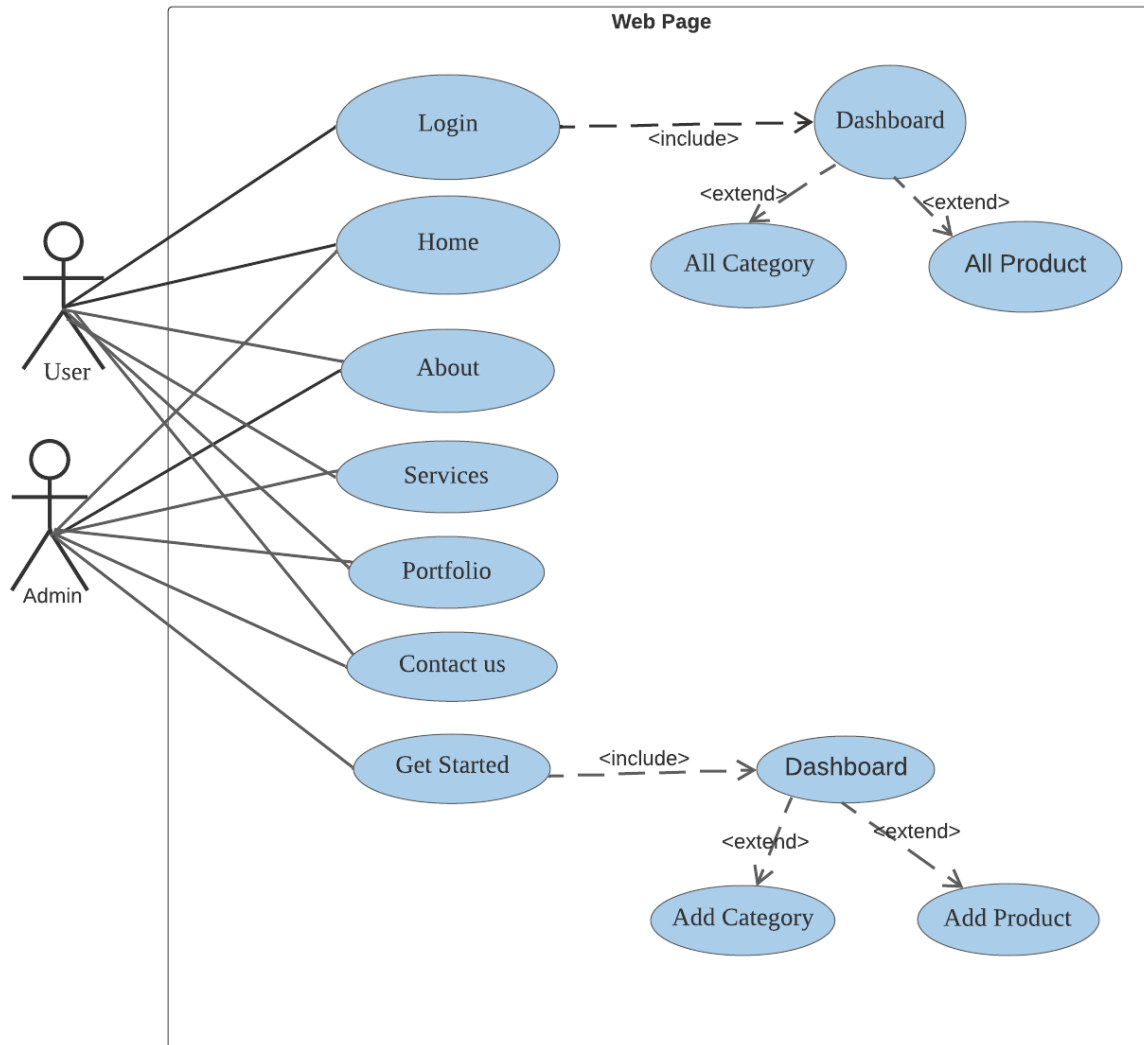 Web Page
Login
<include>
Dashboard
<extend>
<extend>
Home
All Category
All Product
User
About
Services
Admin
Portfolio
Contact us
Get Started
<include>
Dashboard
<extend>
<extend>
Add Category
Add Product